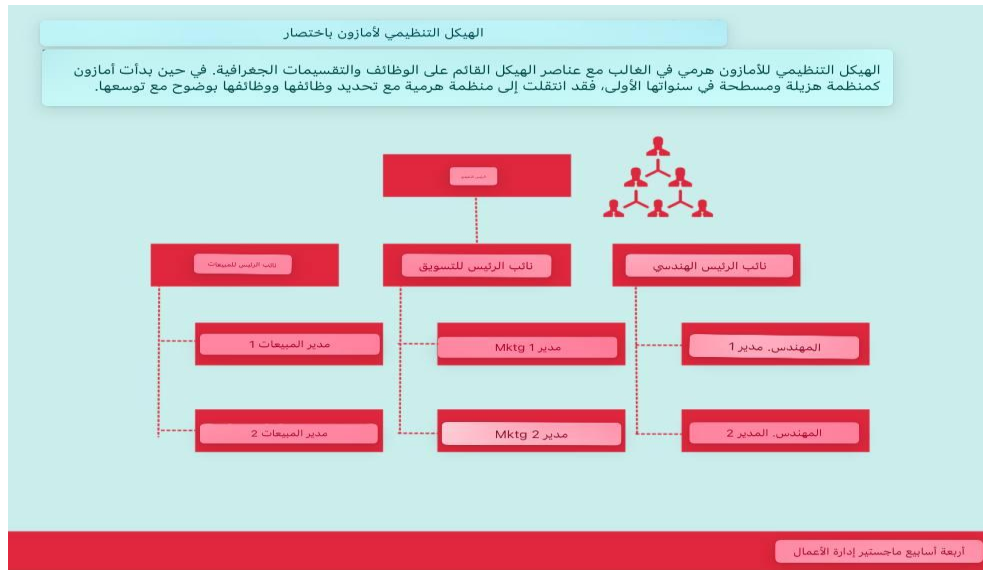 الهيكل التنظيمي لأمازون باختصار
الهيكل التنظيمي للأمازون هرمي في الغالب مع عناصر الهيكل القائم على الوظائف والتقسيمات الجغرافية. في حين بدأت أمازون
كمنظمة هزيلة ومسطحة في سنواتها الأولى، فقد انتقلت إلى منظمة هرمية مع تحديد وظائفها ووظائفها بوضوح مع توسعها.
نائب الرئيس الهندسي
نائب الرئيس للتسويق
نائب الرئيس للمبيعات
المهندس. مدير 1
مدير Mktg 1
مدير المبيعات 1
المهندس. المدير 2
مدير Mktg 2
مدير المبيعات 2
أربعة أسابيع ماجستير إدارة الأعمال